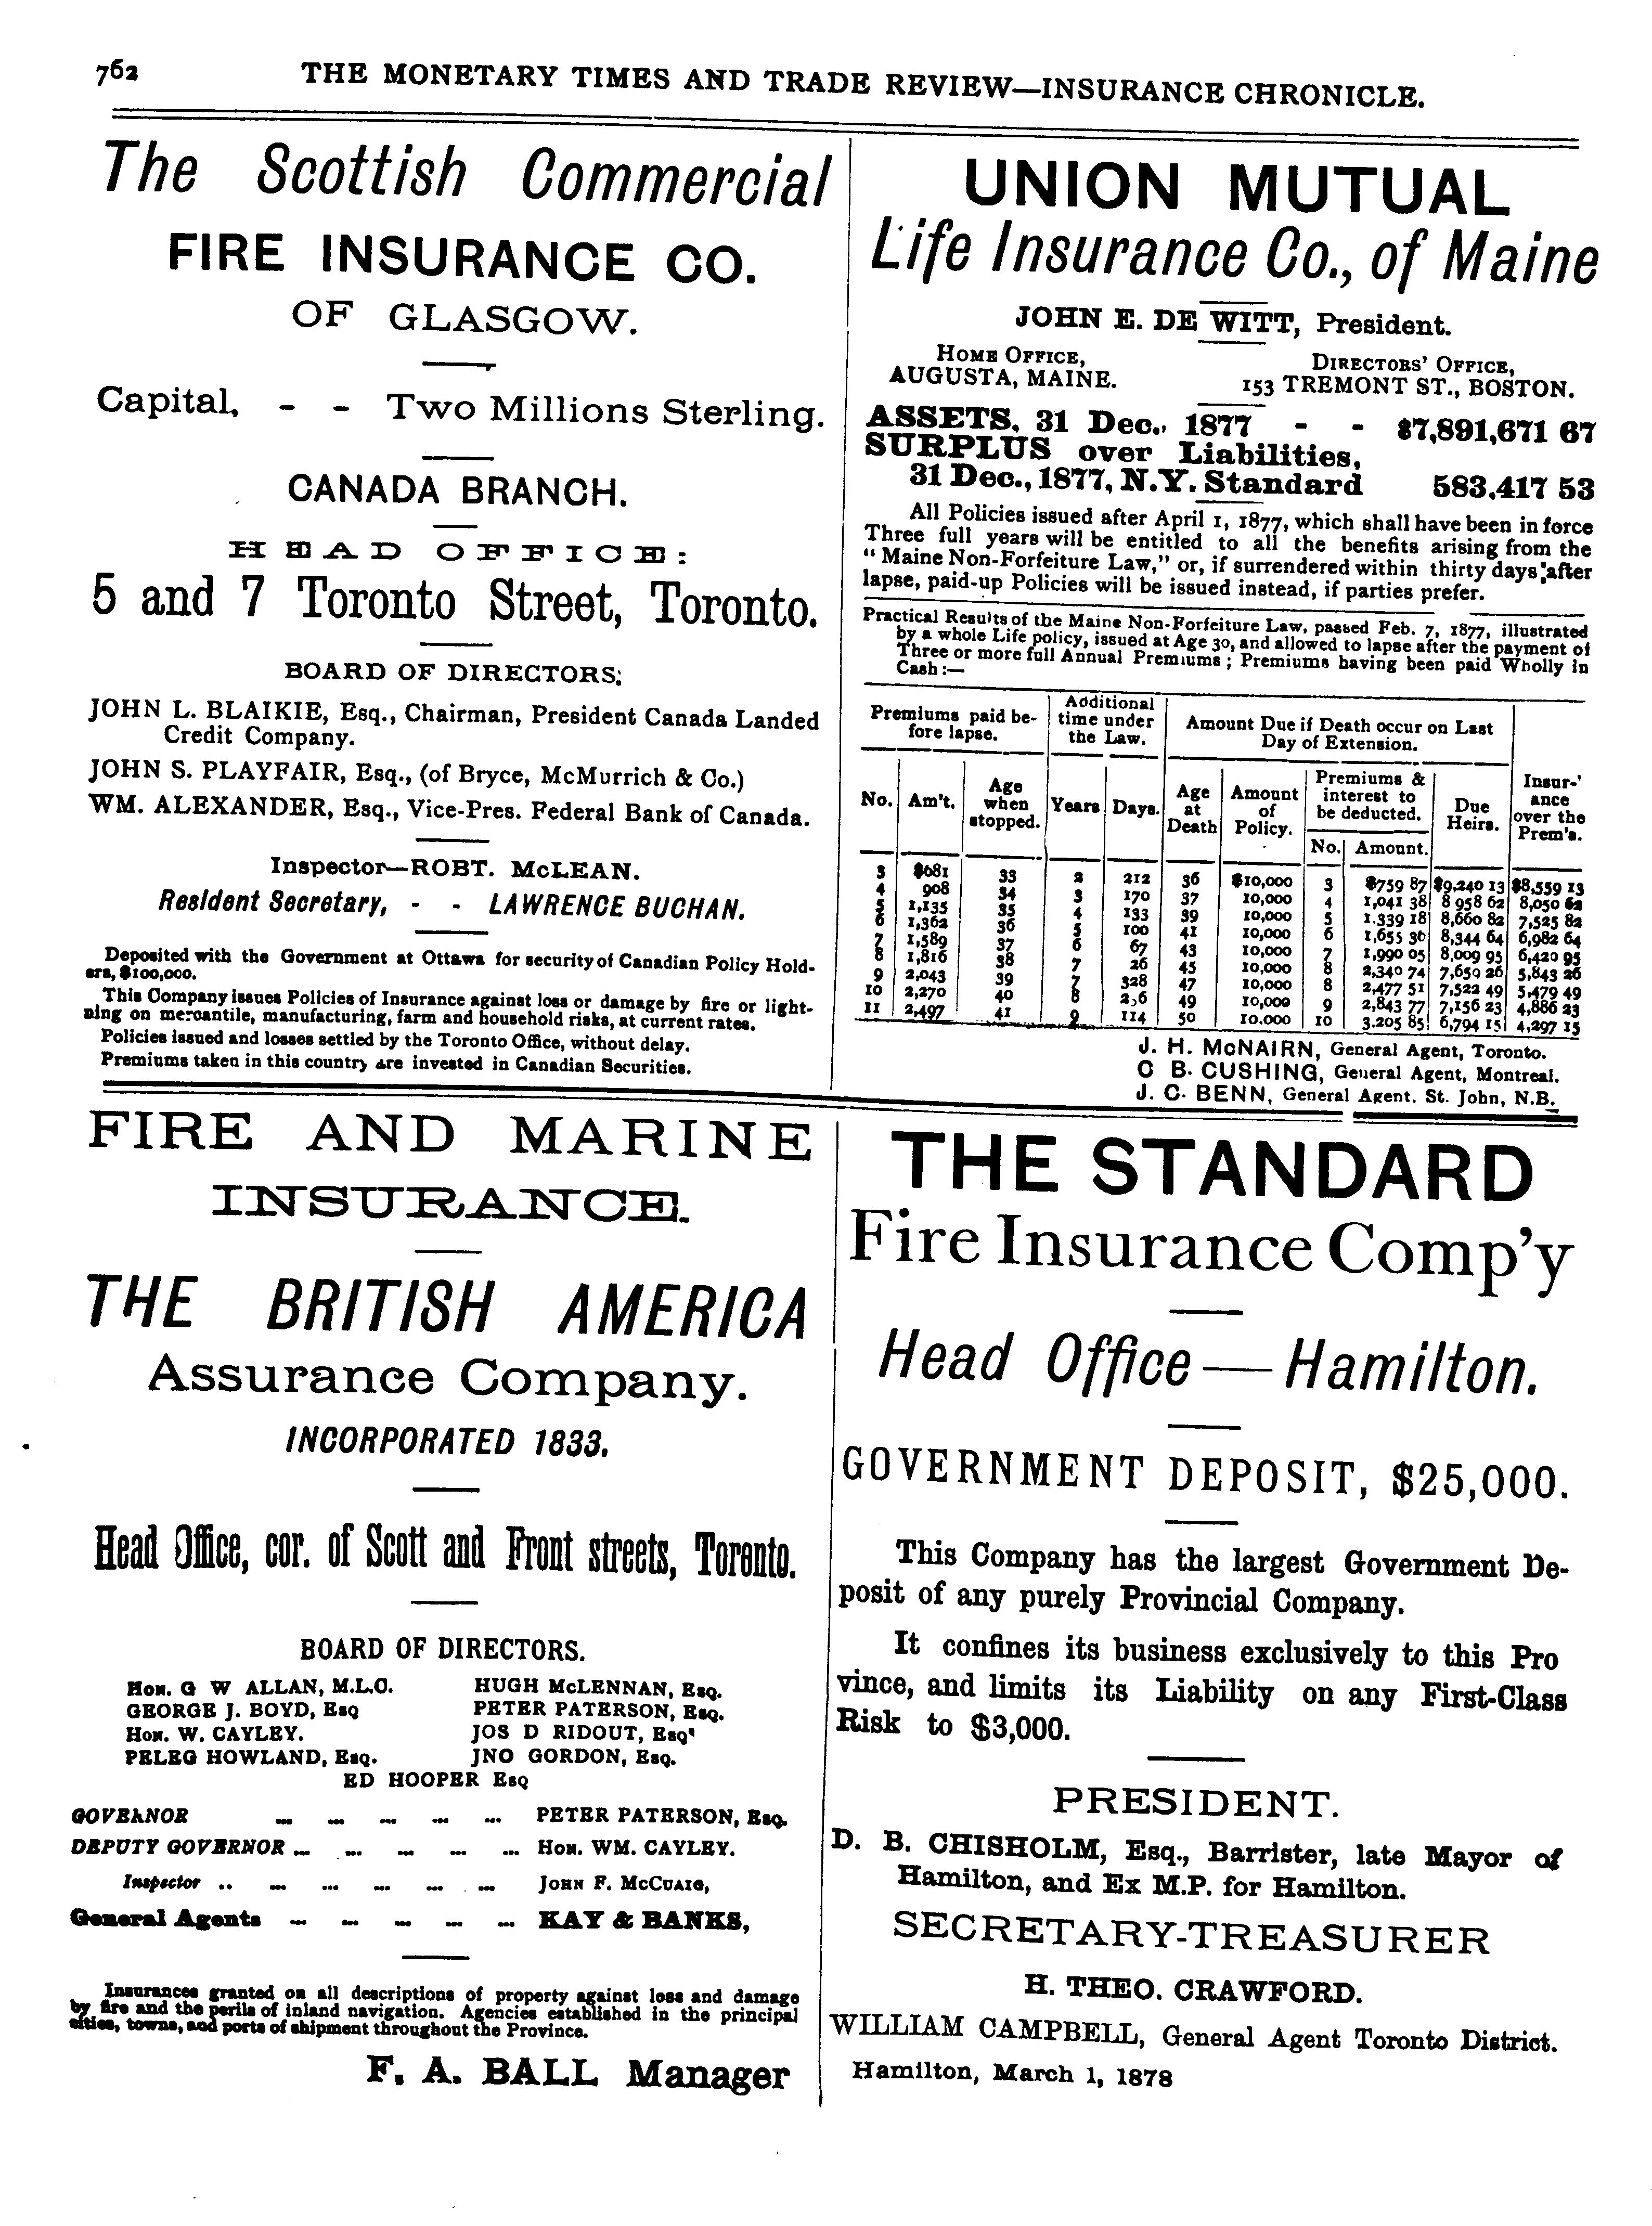 762 THE MONETARY TIMES AND TRADE REVIEW—INSURANCE CHRONICLE.
The Scottish Commercial
FIRE INSURANCE CO.
OF GLASGOW.
Capital, - - Two Millions Sterling.
CANADA BRANCH.
HEAD OFFICE:
5 and 7 Toronto Street, Toronto.
BOARD OF DIRECTORS:
JOHN L. BLAIKIE, Esq., Chairman, President Canada Landed
Credit Company.
JOHN S. PLAYFAIR, Esq., (of Bryce, McMurrich & Co.)
WM. ALEXANDER, Esq., Vice-Pres. Federal Bank of Canada.
Inspector—ROBT. McLEAN.
Resident Secretary, - - LAWRENCE BUCHAN.
Deposited with the Government at Ottawa for security of Canadian Policy Hold-
ers, $100,000.
This Company issues Policies of Insurance against loss or damage by fire or light-
ning on mercantile, manufacturing, farm and household risks, at current rates.
Policies issued and losses settled by the Toronto Office, without delay.
Premiums taken in this country are invested in Canadian Securities.
UNION MUTUAL
Life Insurance Co., of Maine
JOHN E. DE WITT, President.
HOME OFFICE, DIRECTORS' OFFICE,
AUGUSTA, MAINE. 153 TREMONT ST., BOSTON.
ASSETS, 31 Dec., 1877 - - $7,891,671 67
SURPLUS over Liabilities,
31 Dec., 1877, N.Y. Standard 583,417 53
All Policies issued after April 1, 1877, which shall have been in force
Three full years will be entitled to all the benefits arising from the
"Maine Non-Forfeiture Law," or, if surrendered within thirty days after
lapse, paid-up Policies will be issued instead, if parties prefer.
Practical Results of the Maine Non-Forfeiture Law, passed Feb. 7, 1877, illustrated
by a whole Life policy, issued at Age 30, and allowed to lapse after the payment of
Three or more full Annual Premiums; Premiums having been paid Wholly in
Cash:—
Premiums paid be-
fore lapse.
Additional
time under
the Law.
Amount Due if Death occur on Last
Day of Extension.
No. Am't. Age
when
stopped.
Years Days.
Age
at
Death
Amount
of
Policy.
Premiums &
interest to
be deducted.
No. Amount.
Due
Heirs.
Insur-
ance
over the
Prem's.
3 $681 33 2 212 36 $10,000 3 $759 87 $9,240 13 $8,559 13
4 908 34 3 170 37 10,000 4 1,041 38 8 958 62 8,050 62
5 1,135 35 4 133 39 10,000 5 1,339 18 8,660 82 7,525 82
6 1,362 36 5 100 41 10,000 6 1,655 36 8,344 64 6,982 64
7 1,589 37 6 67 43 10,000 7 1,990 05 8,009 95 6,420 95
8 1,816 38 7 26 45 10,000 8 2,340 74 7,659 26 5,843 26
9 2,043 39 7 328 47 10,000 8 2,477 51 7,522 49 5,479 49
10 2,270 40 8 49 10,000 9 2,843 77 7,156 23 4,886 23
11 2,497 41 9 114 50 10.000 10 3.205 85 6,794 15 4,297 15
J. H. McNAIRN, General Agent, Toronto.
C B. CUSHING, General Agent, Montreal.
J. C. BENN, General Agent. St. John, N.B.
FIRE AND MARINE
INSURANCE.
THE BRITISH AMERICA
Assurance Company.
INCORPORATED 1833.
Head Office, cor. of Scott and Front streets, Toronto.
BOARD OF DIRECTORS.
HON. G W ALLAN, M.L.C. HUGH McLENNAN, ESQ.
GEORGE J. BOYD, ESQ PETER PATERSON, ESQ.
HON. W. CAYLEY. JOS D RIDOUT, ESQ
PELEG HOWLAND, ESQ. JNO GORDON, ESQ.
ED HOOPER ESQ
GOVERNOR ... ... ... ... ... PETER PATERSON, ESQ.
DEPUTY GOVERNOR ... ... ... ... ... HON. WM. CAYLEY.
Inspector .. ... ... ... ... ... JOHN F. McCUAIG,
General Agents ... ... ... ... ... KAY & BANKS,
Insurances granted on all descriptions of property against loss and damage
by fire and the perils of inland navigation. Agencies established in the principal
cities, towns, and ports of shipment throughout the Province.
F. A. BALL Manager
THE STANDARD
Fire Insurance Comp'y
Head Office—Hamilton.
GOVERNMENT DEPOSIT, $25,000.
This Company has the largest Government De-
posit of any purely Provincial Company.
It confines its business exclusively to this Pro
vince, and limits its Liability on any First-Class
Risk to $3,000.
PRESIDENT.
D. B. CHISHOLM, Esq., Barrister, late Mayor of
Hamilton, and Ex M.P. for Hamilton.
SECRETARY-TREASURER
H. THEO. CRAWFORD.
WILLIAM CAMPBELL, General Agent Toronto District.
Hamilton, March 1, 1878